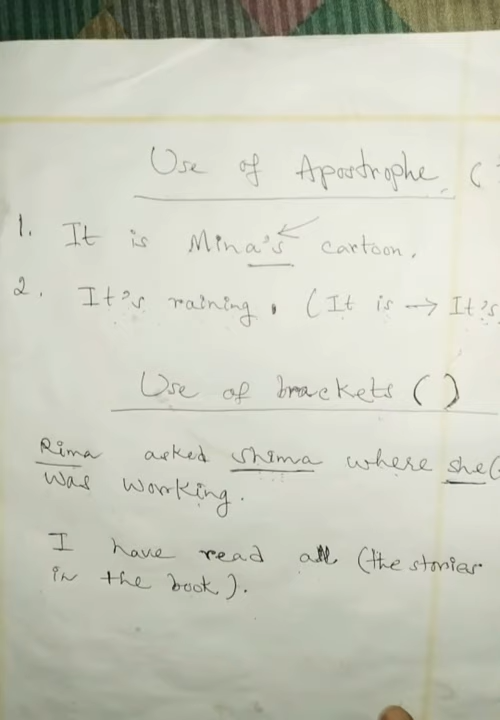 Use of Apostrophe (
1. It is Mina's cartoon.
2. It's raining. (It is → It's
Use of brackets ()
Rima asked Shima where she(
was working.
I have read all (the stories
in the book).